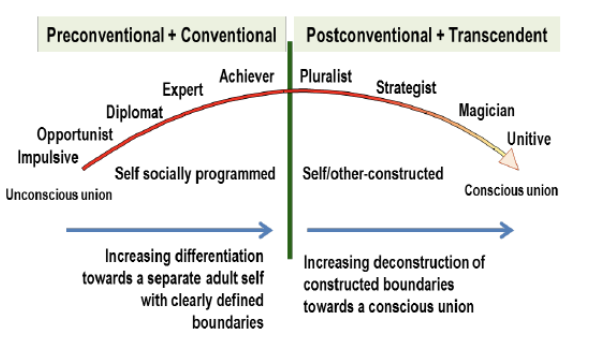 Preconventional + Conventional
Postconventional + Transcendent
Achiever
Pluralist
Expert
Strategist
Diplomat
Magician
Opportunist
Unitive
Impulsive
Self socially programmed
Self/other-constructed
Unconscious union
Conscious union
Increasing differentiation
towards a separate adult self
with clearly defined
boundaries
Increasing deconstruction of
constructed boundaries
towards a conscious union